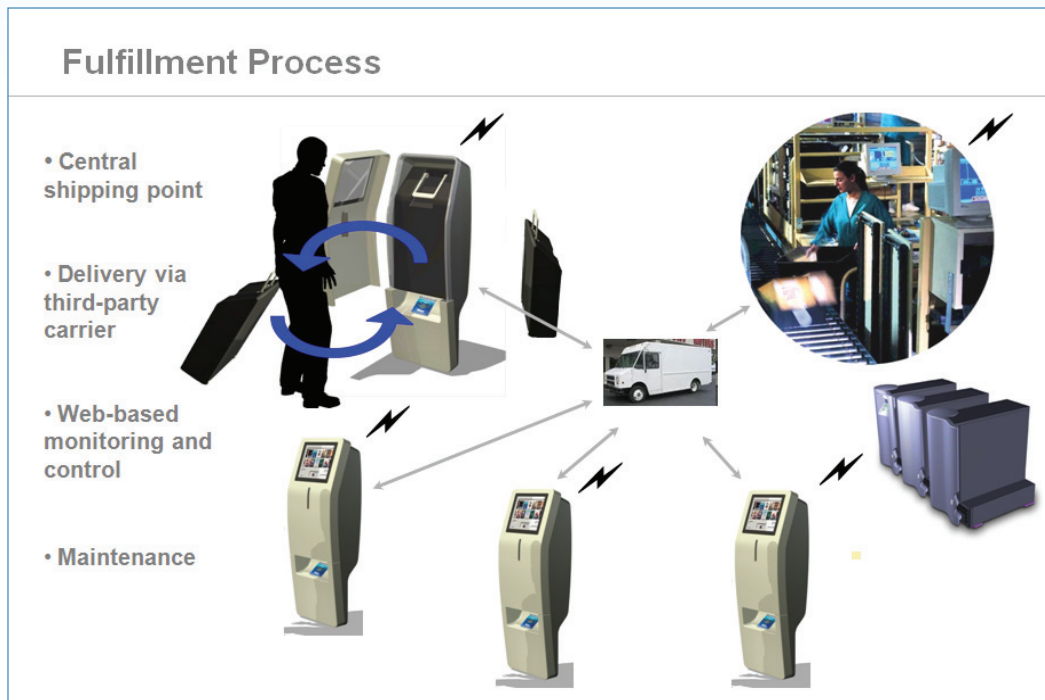 Fulfillment Process
• Central
shipping point
• Delivery via
third-party
carrier
• Web-based
monitoring and
control
• Maintenance